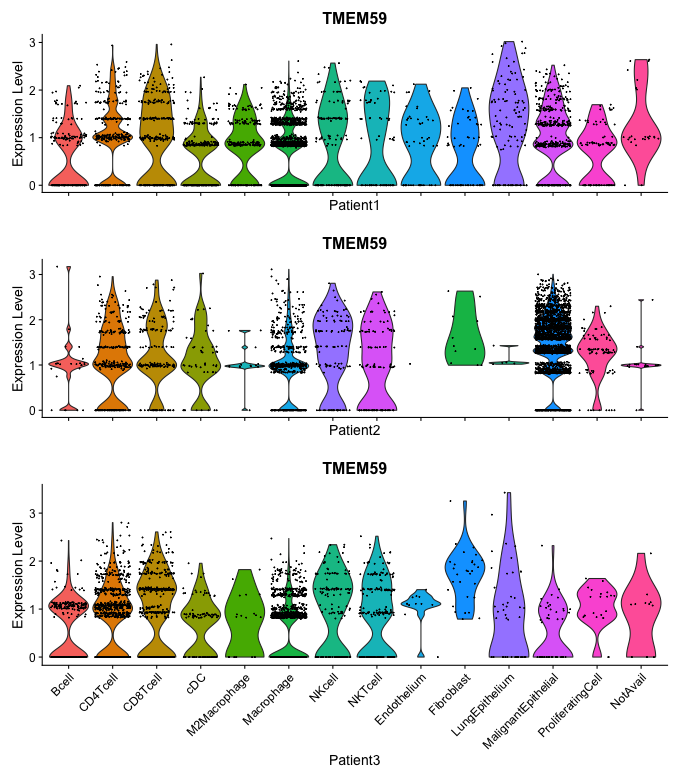 TMEM59
Expression Level
3
2
1
0
Patient1
TMEM59
Expression Level
3
2
1
0
Patient2
TMEM59
Expression Level
3
2
1
0
Bcell
CD4Tcell
CD8Tcell
cDC
M2Macrophage
Macrophage
NKcell
NKTcell
Endothelium
Fibroblast
LungEpithelium
MalignantEpithelial
ProliferatingCell
NotAvail
Patient3